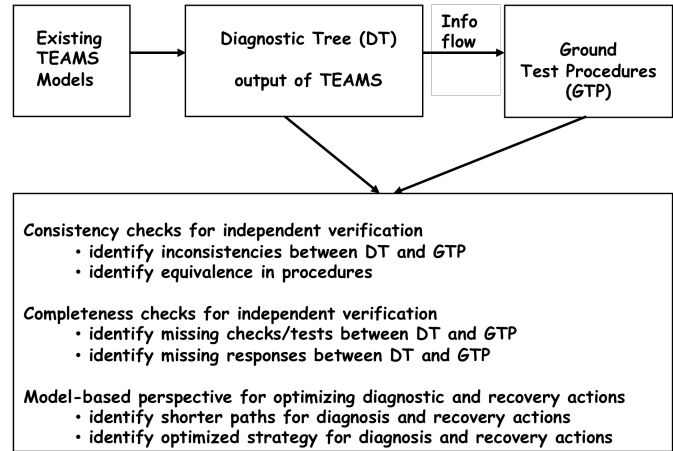 Existing
TEAMS
Models
Diagnostic Tree (DT)
output of TEAMS
Info
flow
Ground
Test Procedures
(GTP)
Consistency checks for independent verification
• identify inconsistencies between DT and GTP
• identify equivalence in procedures
Completeness checks for independent verification
• identify missing checks/tests between DT and GTP
• identify missing responses between DT and GTP
Model-based perspective for optimizing diagnostic and recovery actions
• identify shorter paths for diagnosis and recovery actions
• identify optimized strategy for diagnosis and recovery actions